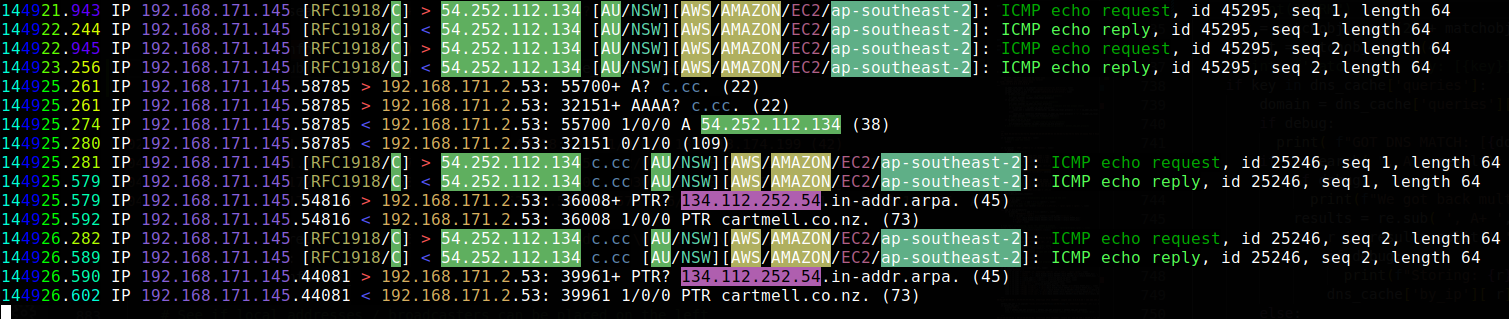 144921.943 IP 192.168.171.145 [RFC1918/C] > 54.252.112.134 [AU/NSW][AWS/AMAZON/EC2/ap-southeast-2]: ICMP echo request, id 45295, seq 1, length 64
144922.244 IP 192.168.171.145 [RFC1918/C] < 54.252.112.134 [AU/NSW][AWS/AMAZON/EC2/ap-southeast-2]: ICMP echo reply, id 45295, seq 1, length 64
144922.945 IP 192.168.171.145 [RFC1918/C] > 54.252.112.134 [AU/NSW][AWS/AMAZON/EC2/ap-southeast-2]: ICMP echo request, id 45295, seq 2, length 64
144923.256 IP 192.168.171.145 [RFC1918/C] < 54.252.112.134 [AU/NSW][AWS/AMAZON/EC2/ap-southeast-2]: ICMP echo reply, id 45295, seq 2, length 64
144925.261 IP 192.168.171.145.58785 > 192.168.171.2.53: 55700+ A? c.cc. (22)
144925.261 IP 192.168.171.145.58785 > 192.168.171.2.53: 32151+ AAAA? c.cc. (22)
144925.274 IP 192.168.171.145.58785 < 192.168.171.2.53: 55700 1/0/0 A 54.252.112.134 (38)
144925.280 IP 192.168.171.145.58785 < 192.168.171.2.53: 32151 0/1/0 (109)
144925.281 IP 192.168.171.145 [RFC1918/C] > 54.252.112.134 c.cc [AU/NSW][AWS/AMAZON/EC2/ap-southeast-2]: ICMP echo request, id 25246, seq 1, length 64
144925.579 IP 192.168.171.145 [RFC1918/C] < 54.252.112.134 c.cc [AU/NSW][AWS/AMAZON/EC2/ap-southeast-2]: ICMP echo reply, id 25246, seq 1, length 64
144925.579 IP 192.168.171.145.54816 > 192.168.171.2.53: 36008+ PTR? 134.112.252.54.in-addr.arpa. (45)
144925.592 IP 192.168.171.145.54816 < 192.168.171.2.53: 36008 1/0/0 PTR cartmell.co.nz. (73)
144926.282 IP 192.168.171.145 [RFC1918/C] > 54.252.112.134 c.cc [AU/NSW][AWS/AMAZON/EC2/ap-southeast-2]: ICMP echo request, id 25246, seq 2, length 64
144926.589 IP 192.168.171.145 [RFC1918/C] < 54.252.112.134 c.cc [AU/NSW][AWS/AMAZON/EC2/ap-southeast-2]: ICMP echo reply, id 25246, seq 2, length 64
144926.590 IP 192.168.171.145.44081 > 192.168.171.2.53: 39961+ PTR? 134.112.252.54.in-addr.arpa. (45)
144926.602 IP 192.168.171.145.44081 < 192.168.171.2.53: 39961 1/0/0 PTR cartmell.co.nz. (73)